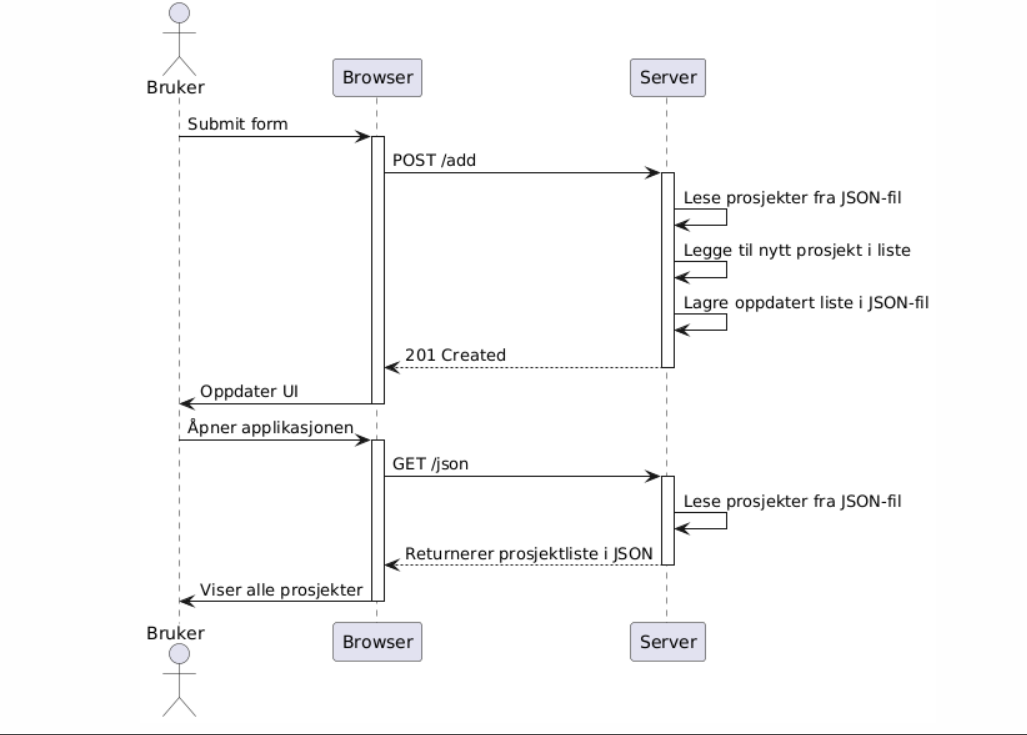 Bruker
Browser
Server
Submit form
POST /add
Lese prosjekter fra JSON-fil
Legge til nytt prosjekt i liste
Lagre oppdatert liste i JSON-fil
201 Created
Oppdater UI
Åpner applikasjonen
GET /json
Lese prosjekter fra JSON-fil
Returnerer prosjektliste i JSON
Viser alle prosjekter
Bruker
Browser
Server